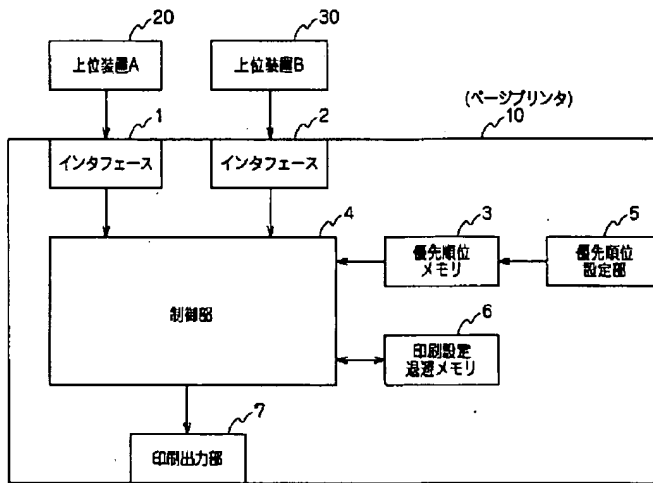 20
30
上位装置A
上位装置B
(ページプリンタ)
1
2
10
インタフェース
インタフェース
4
3
5
優先順位
メモリ
優先順位
設定部
制御部
6
印刷設定
退避メモリ
7
印刷出力部